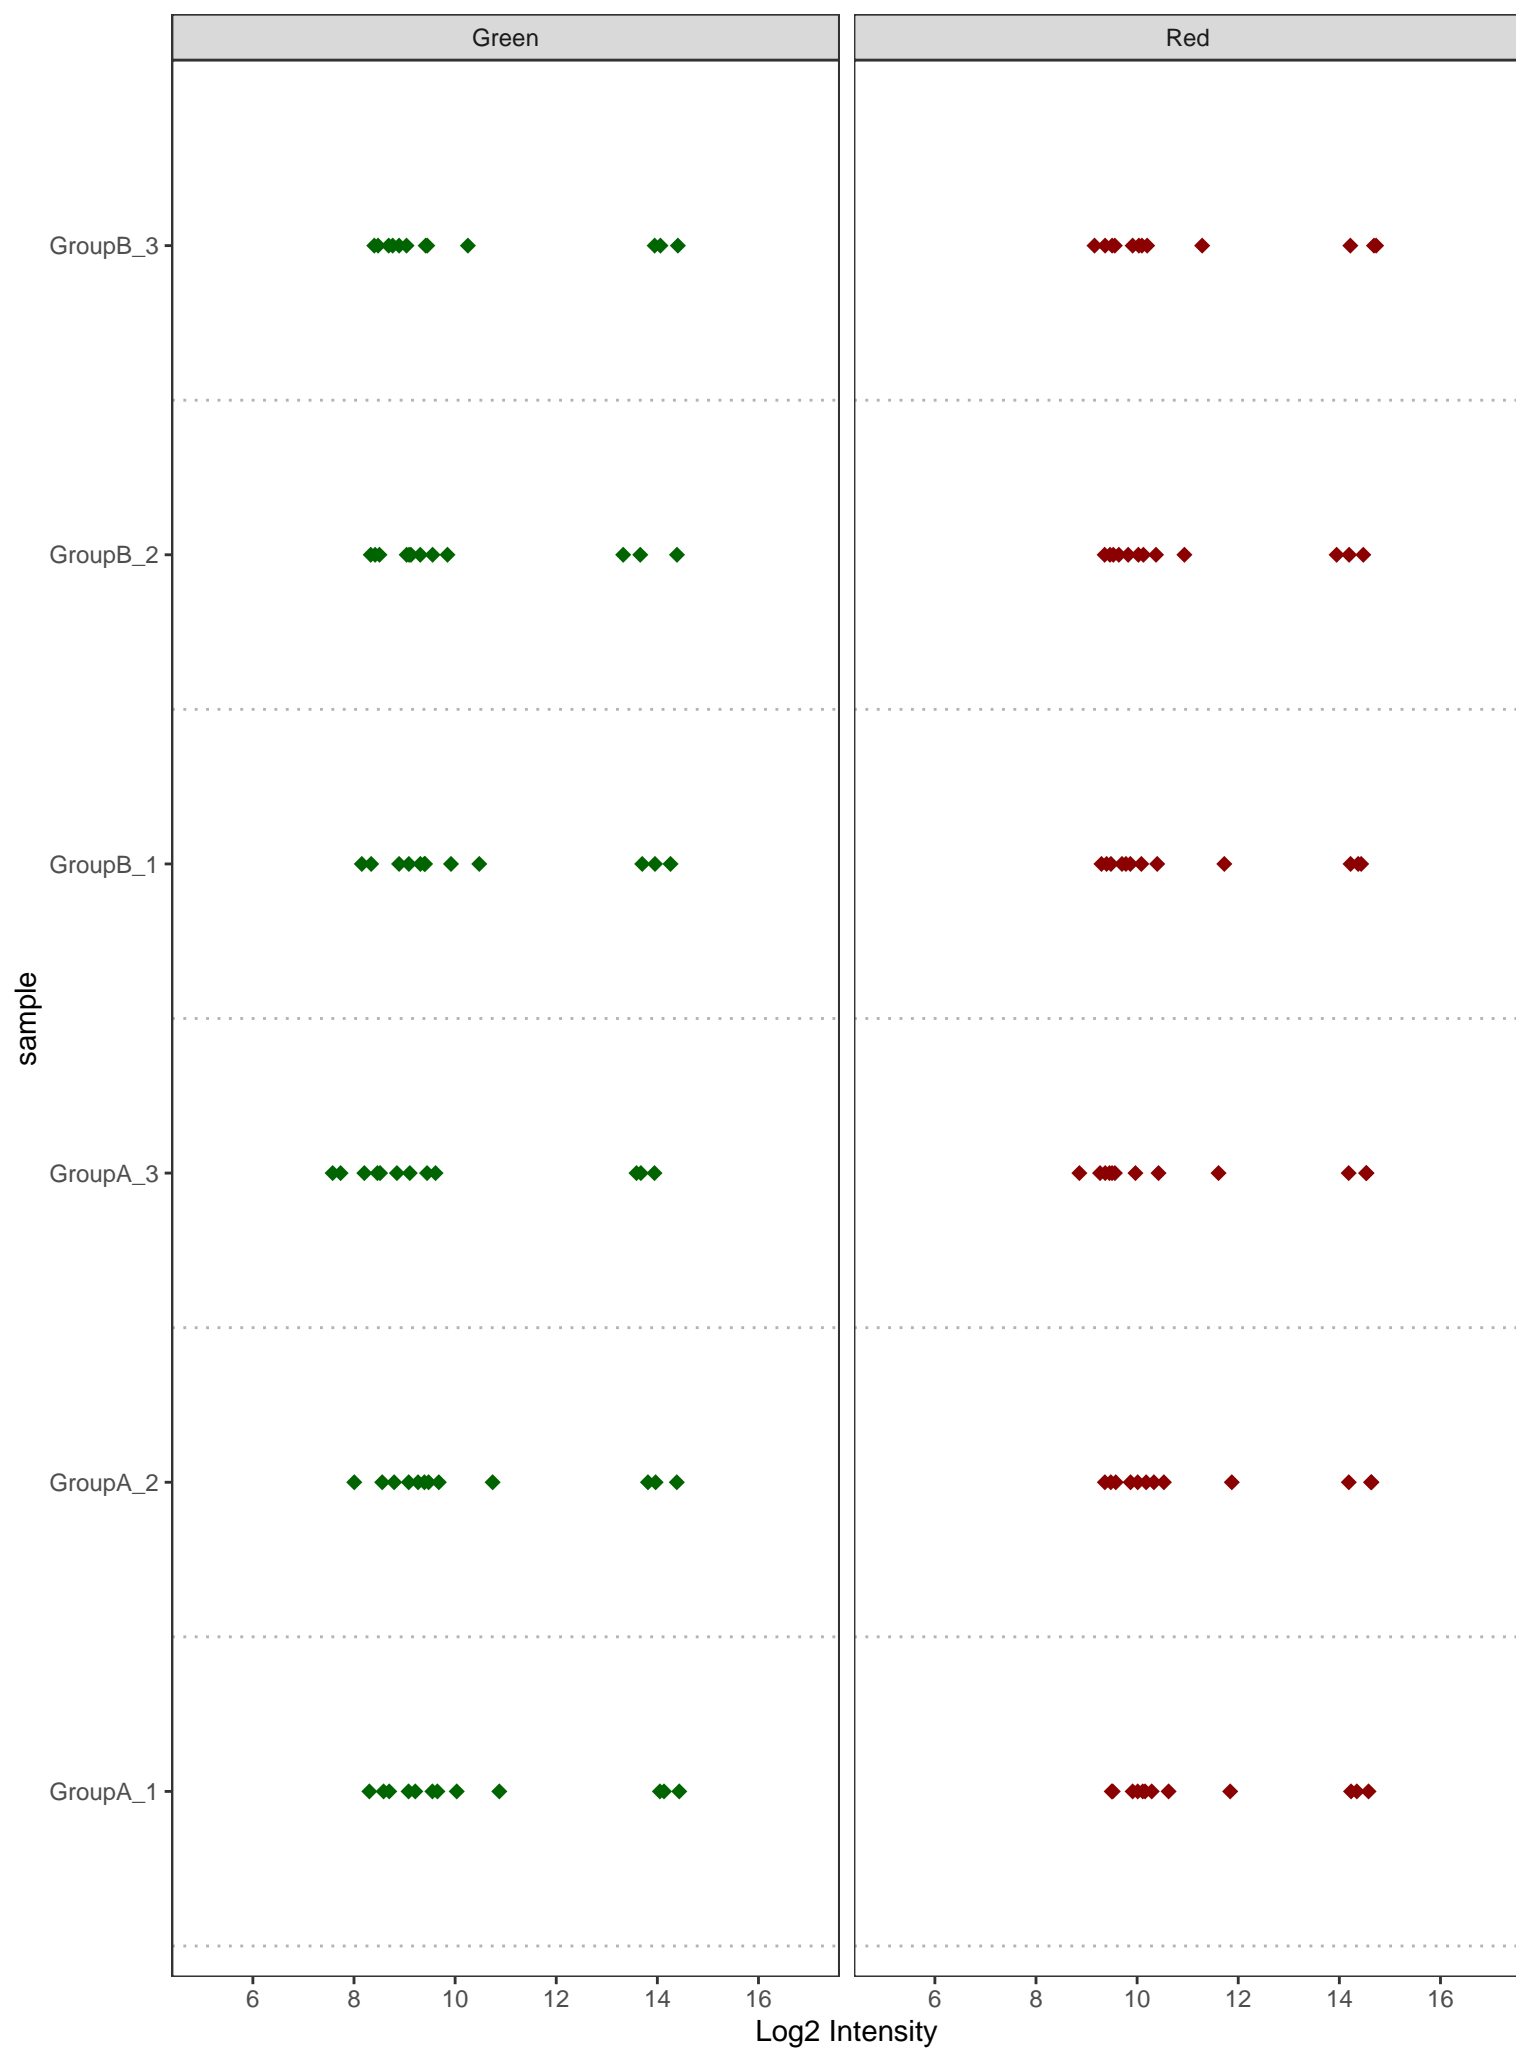 Green
Red
GroupB_3
GroupB_2
GroupB_1
GroupA_3
GroupA_2
GroupA_1
sample
6 8 10 12 14 16
6 8 10 12 14 16
Log2 Intensity